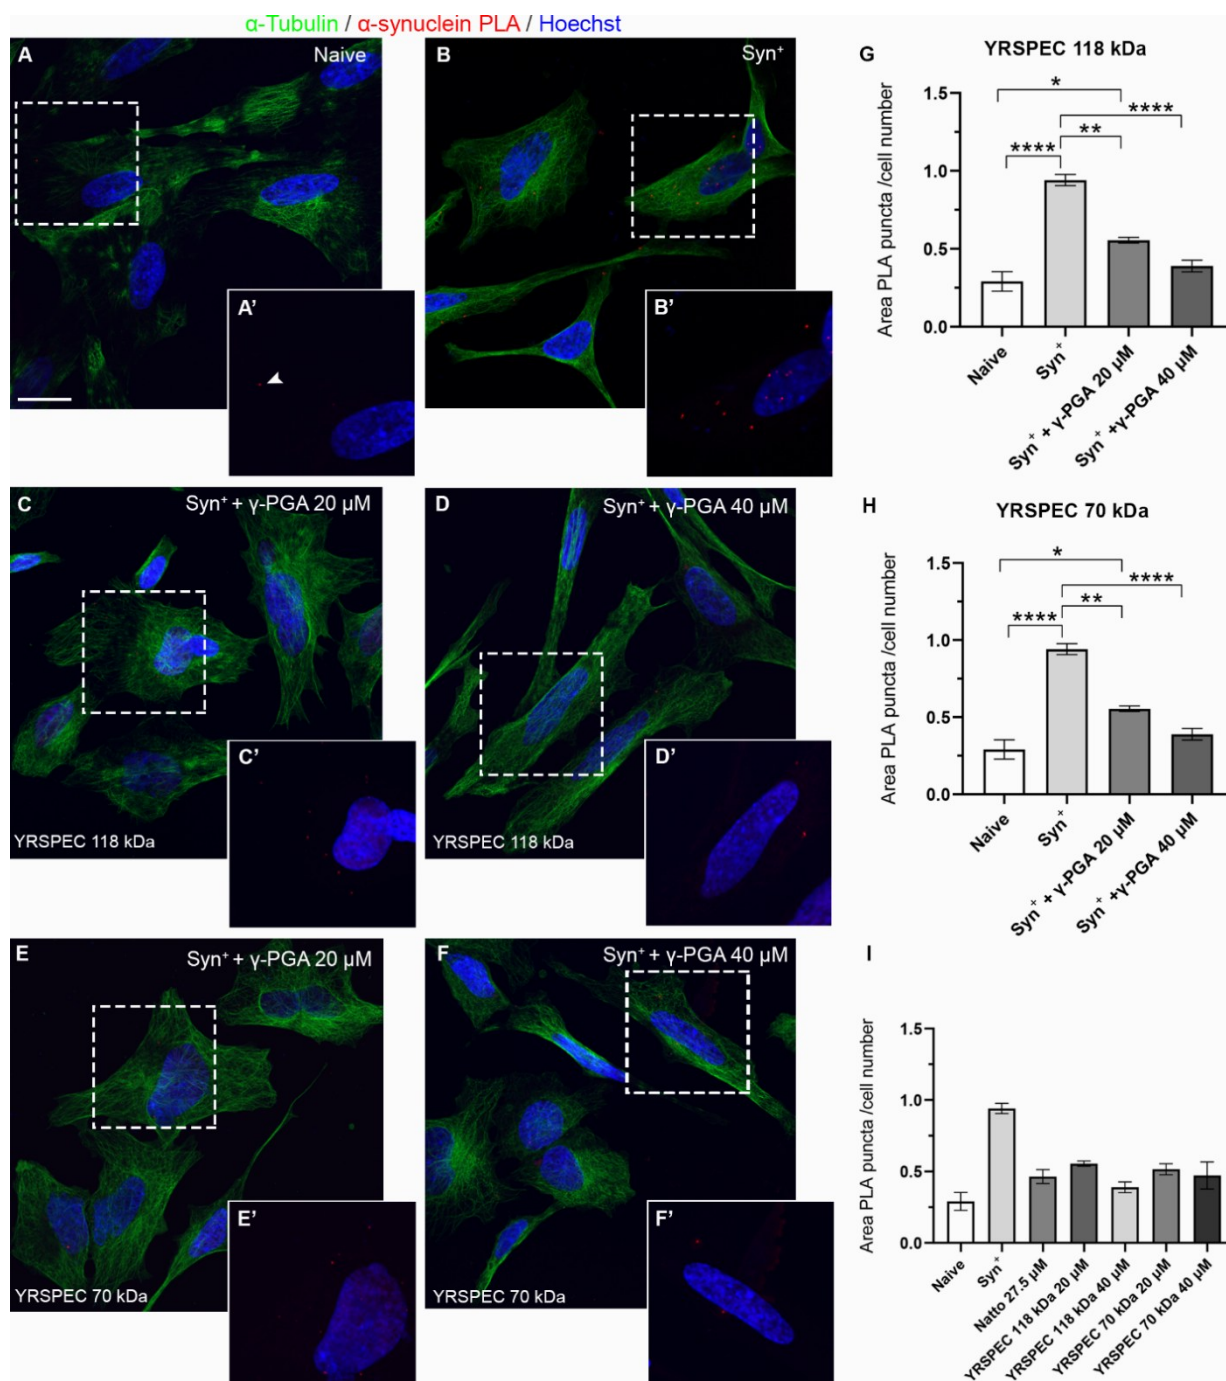 α-Tubulin / α-synuclein PLA / Hoechst
A
Naive
A'
B
Syn⁺
B'
C
Syn⁺ + γ-PGA 20 µM
YRSPEC 118 kDa
C'
D
Syn⁺ + γ-PGA 40 µM
YRSPEC 118 kDa
D'
E
Syn⁺ + γ-PGA 20 µM
YRSPEC 70 kDa
E'
F
Syn⁺ + γ-PGA 40 µM
YRSPEC 70 kDa
F'
G
YRSPEC 118 kDa
Area PLA puncta /cell number
1.5
1.0
0.5
0.0
*
****
**
****
Naive
Syn⁺
Syn⁺ + γ-PGA 20 µM
Syn⁺ +γ-PGA 40 µM
H
YRSPEC 70 kDa
Area PLA puncta /cell number
1.5
1.0
0.5
0.0
*
****
**
****
Naive
Syn⁺
Syn⁺ + γ-PGA 20 µM
Syn⁺ +γ-PGA 40 µM
I
Area PLA puncta /cell number
1.5
1.0
0.5
0.0
Naive
Syn⁺
Natto 27.5 µM
YRSPEC 118 kDa 20 µM
YRSPEC 118 kDa 40 µM
YRSPEC 70 kDa 20 µM
YRSPEC 70 kDa 40 µM